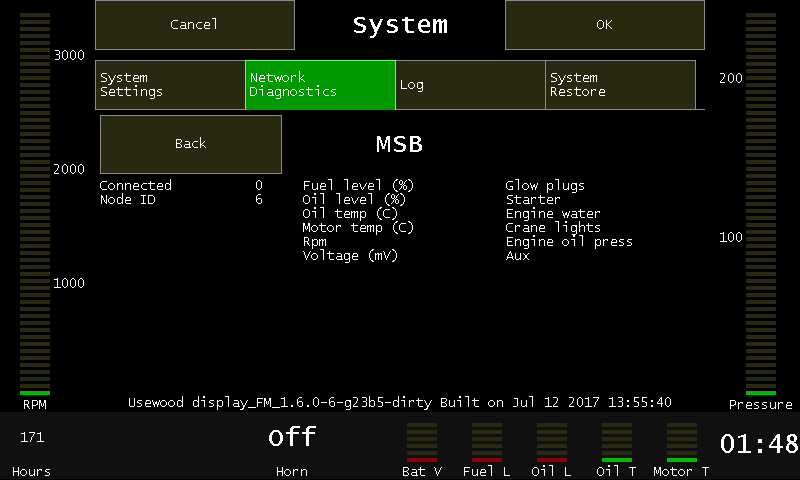 Cancel
System
OK
3000
200
System
Settings
Network
Diagnostics
Log
System
Restore
Back
MSB
2000
Connected 0
Node ID 6
Fuel level (%)
Oil level (%)
Oil temp (C)
Motor temp (C)
Rpm
Voltage (mV)
Glow plugs
Starter
Engine water
Crane lights
Engine oil press
Aux
100
1000
RPM
Usewood display_FM_1.6.0-6-g23b5-dirty Built on Jul 12 2017 13:55:40
Pressure
171
Hours
Off
Horn
Bat V
Fuel L
Oil L
Oil T
Motor T
01:48